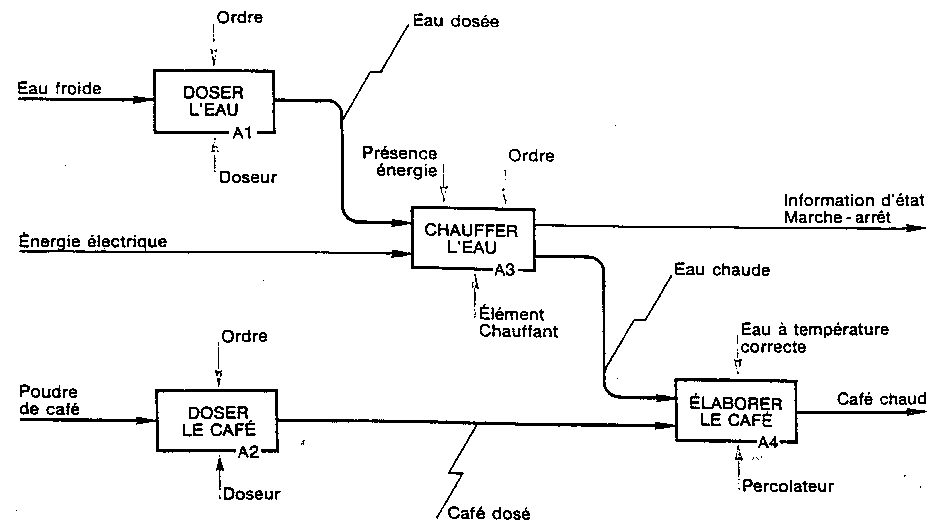 Ordre
Eau dosée
Eau froide
DOSER
L'EAU
A1
Doseur
Présence
énergie
Ordre
Information d'état
Marche-arrêt
CHAUFFER
L'EAU
A3
Énergie électrique
Eau chaude
Élément
Chauffant
Ordre
Eau à température
correcte
Poudre
de café
DOSER
LE CAFÉ
A2
ÉLABORER
LE CAFÉ
A4
Café chaud
Doseur
Percolateur
Café dosé